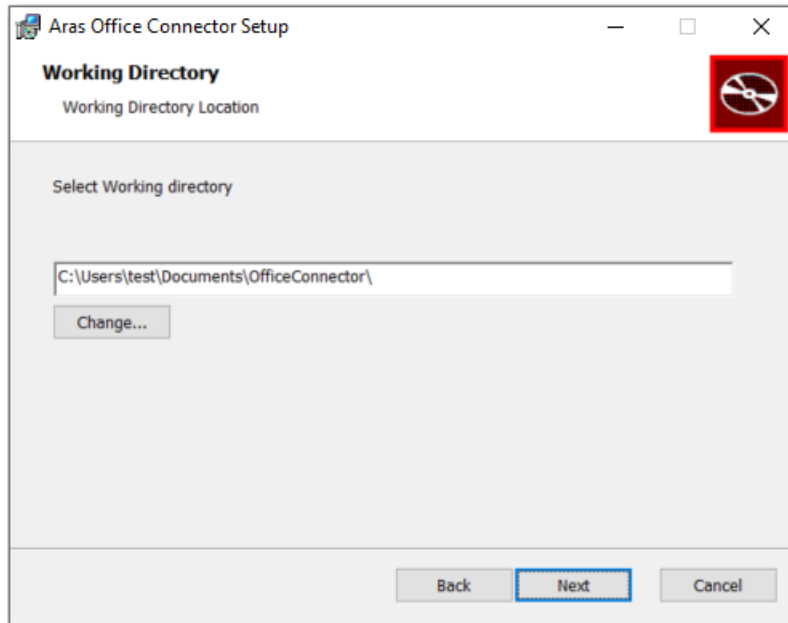 Aras Office Connector Setup
Working Directory
Working Directory Location
Select Working directory
C:\Users\test\Documents\OfficeConnector\
Change...
Back Next Cancel